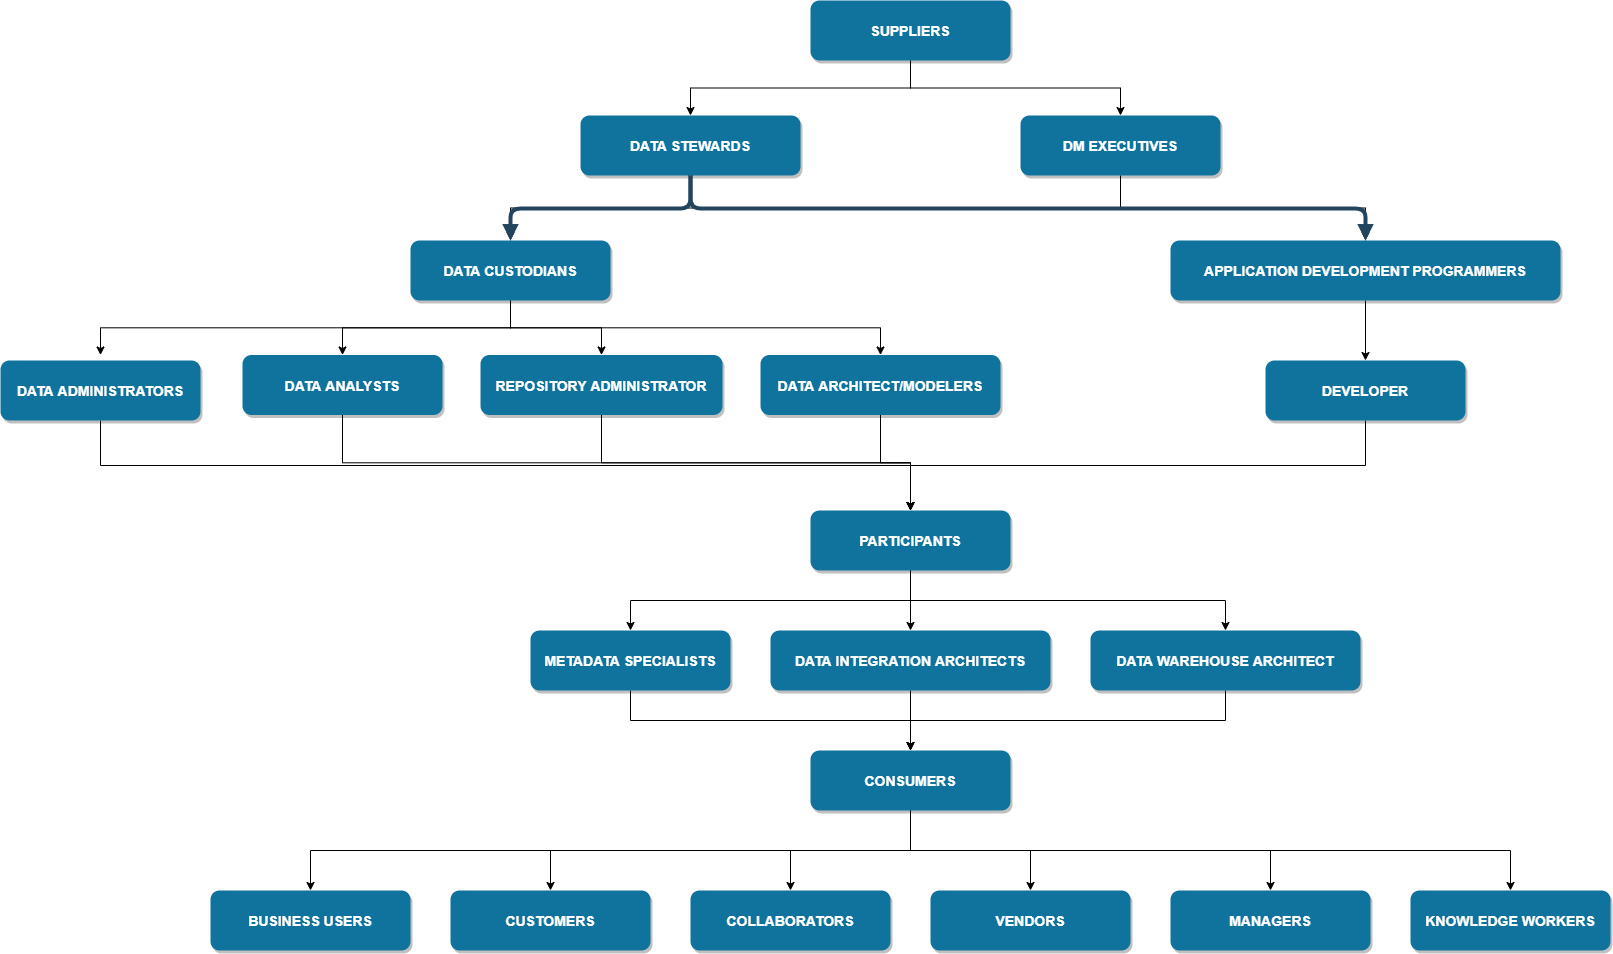 SUPPLIERS
DATA STEWARDS
DM EXECUTIVES
DATA CUSTODIANS
APPLICATION DEVELOPMENT PROGRAMMERS
DATA ADMINISTRATORS
DATA ANALYSTS
REPOSITORY ADMINISTRATOR
DATA ARCHITECT/MODELERS
DEVELOPER
PARTICIPANTS
METADATA SPECIALISTS
DATA INTEGRATION ARCHITECTS
DATA WAREHOUSE ARCHITECT
CONSUMERS
BUSINESS USERS
CUSTOMERS
COLLABORATORS
VENDORS
MANAGERS
KNOWLEDGE WORKERS